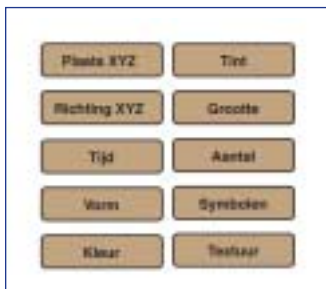 Plaats XYZ
Tint
Richting XYZ
Grootte
Tijd
Aantal
Vorm
Symbolen
Kleur
Textuur